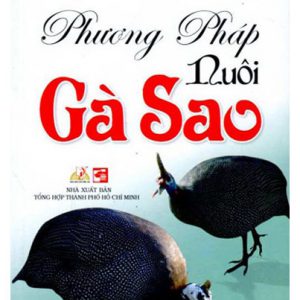 Phương Pháp
Nuôi
Gà Sao
NHÀ XUẤT BẢN
TỔNG HỢP THÀNH PHỐ HỒ CHÍ MINH